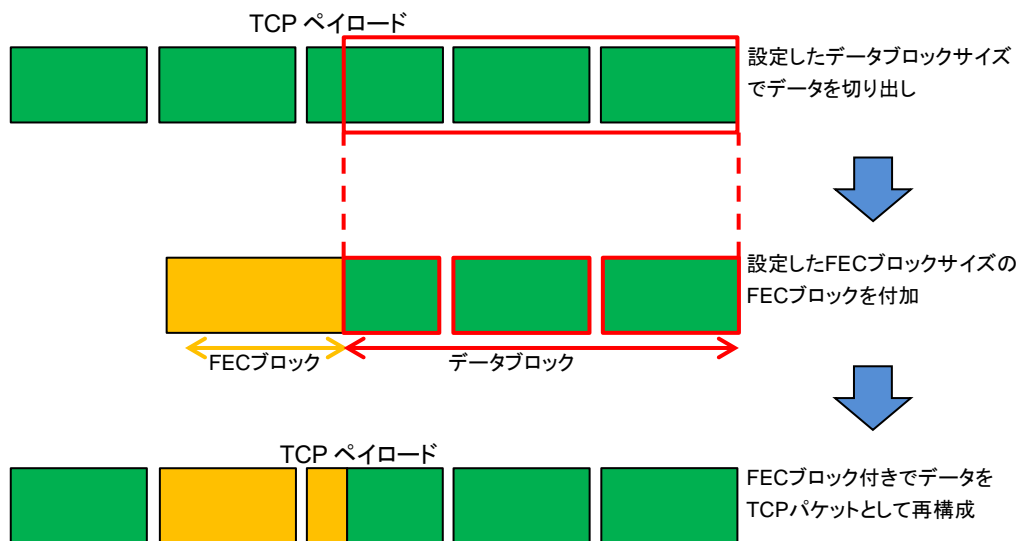 TCP ペイロード
設定したデータブロックサイズ
でデータを切り出し
設定したFECブロックサイズの
FECブロックを付加
FECブロック
データブロック
TCP ペイロード
FECブロック付きでデータを
TCPパケットとして再構成